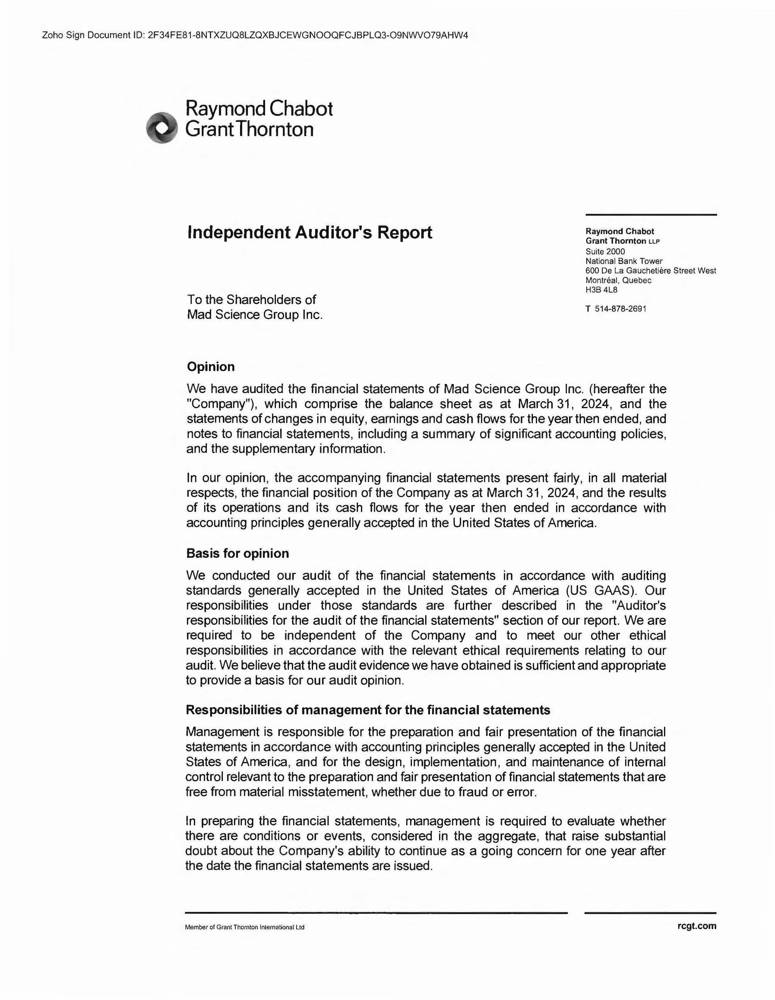 Zoho Sign Document ID: 2F34FE81-8NTXZUQ8LZQXBJCEWGNOOQFCJBPLQ3-O9NWVO79AHW4
Raymond Chabot
Grant Thornton
Independent Auditor's Report
Raymond Chabot
Grant Thornton LLP
Suite 2000
National Bank Tower
600 De La Gauchetière Street West
Montréal, Quebec
H3B 4L8
T 514-878-2691
To the Shareholders of
Mad Science Group Inc.
Opinion
We have audited the financial statements of Mad Science Group Inc. (hereafter the
"Company"), which comprise the balance sheet as at March 31, 2024, and the
statements of changes in equity, earnings and cash flows for the year then ended, and
notes to financial statements, including a summary of significant accounting policies,
and the supplementary information.
In our opinion, the accompanying financial statements present fairly, in all material
respects, the financial position of the Company as at March 31, 2024, and the results
of its operations and its cash flows for the year then ended in accordance with
accounting principles generally accepted in the United States of America.
Basis for opinion
We conducted our audit of the financial statements in accordance with auditing
standards generally accepted in the United States of America (US GAAS). Our
responsibilities under those standards are further described in the "Auditor's
responsibilities for the audit of the financial statements" section of our report. We are
required to be independent of the Company and to meet our other ethical
responsibilities in accordance with the relevant ethical requirements relating to our
audit. We believe that the audit evidence we have obtained is sufficient and appropriate
to provide a basis for our audit opinion.
Responsibilities of management for the financial statements
Management is responsible for the preparation and fair presentation of the financial
statements in accordance with accounting principles generally accepted in the United
States of America, and for the design, implementation, and maintenance of internal
control relevant to the preparation and fair presentation of financial statements that are
free from material misstatement, whether due to fraud or error.
In preparing the financial statements, management is required to evaluate whether
there are conditions or events, considered in the aggregate, that raise substantial
doubt about the Company's ability to continue as a going concern for one year after
the date the financial statements are issued.
Member of Grant Thornton International Ltd
rcgt.com